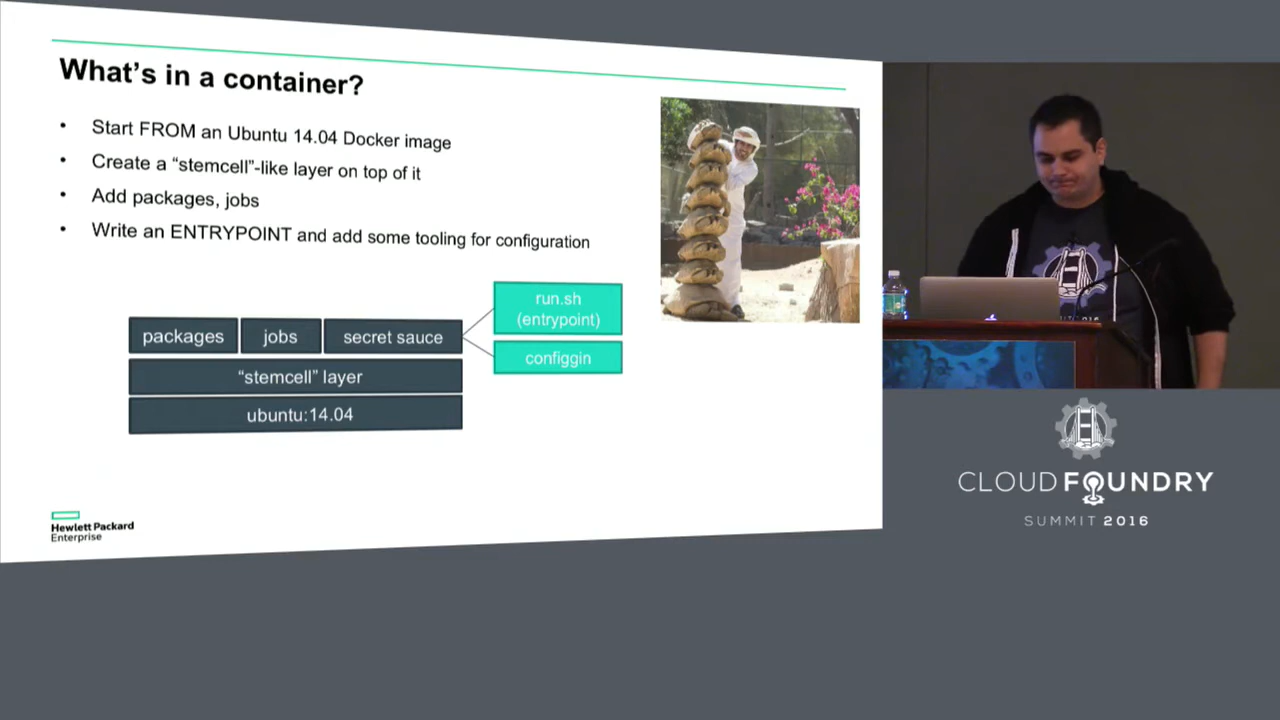 What's in a container?
• Start FROM an Ubuntu 14.04 Docker image
• Create a “stemcell”-like layer on top of it
• Add packages, jobs
• Write an ENTRYPOINT and add some tooling for configuration
run.sh
(entrypoint)
packages jobs secret sauce
configgin
“stemcell” layer
ubuntu:14.04
Hewlett Packard
Enterprise
CLOUD FOUNDRY
SUMMIT 2016